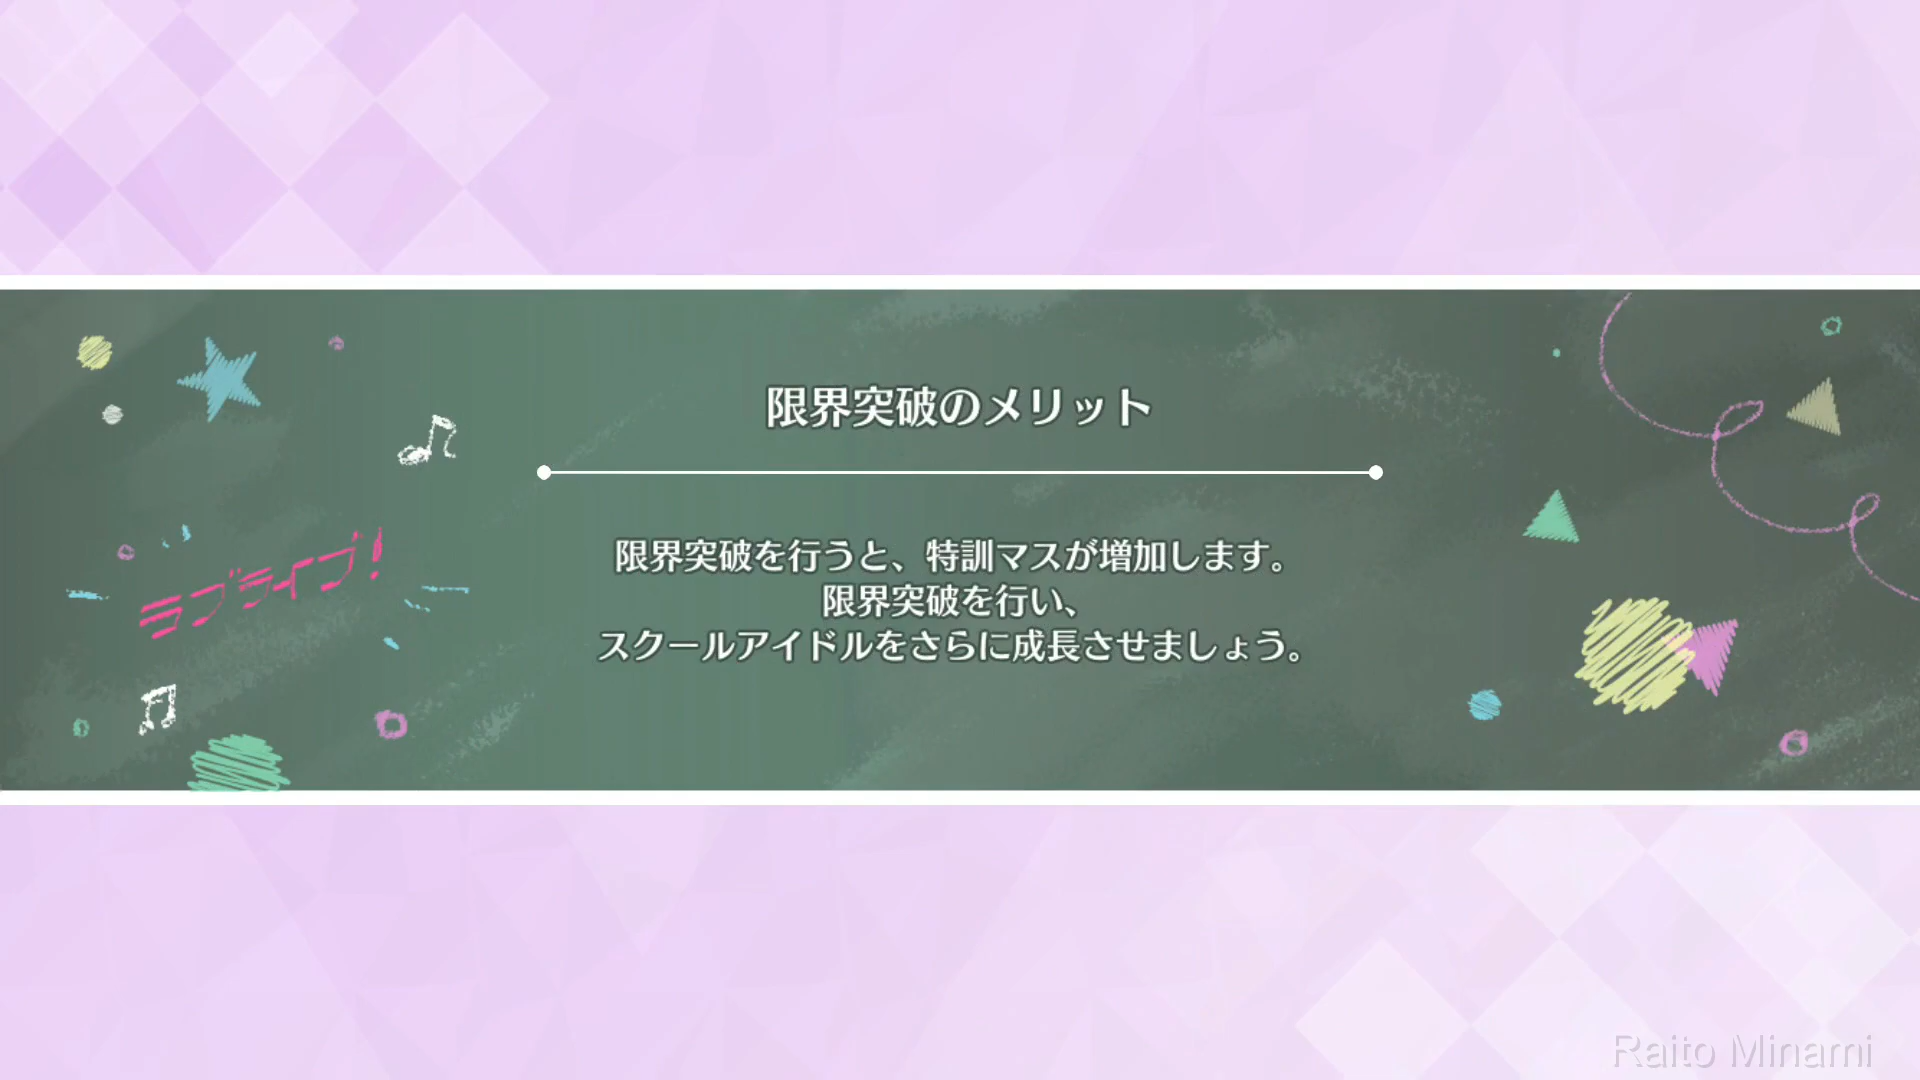 限界突破のメリット
限界突破を行うと、特訓マスが増加します。
限界突破を行い、
スクールアイドルをさらに成長させましょう。
ラブライブ!
Raito Minami